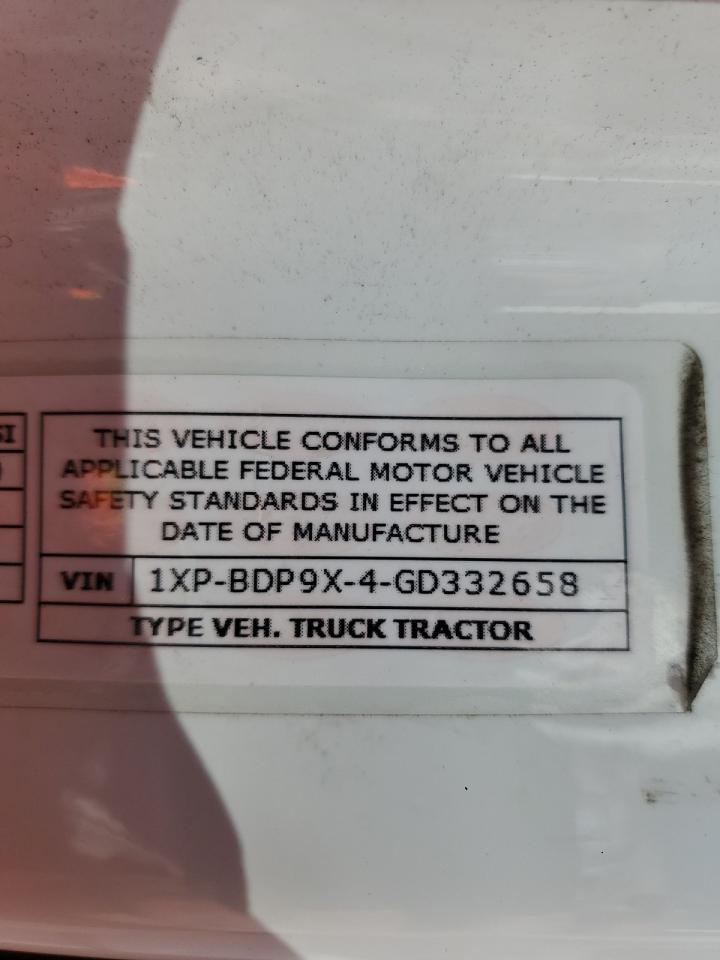 SI
)
THIS VEHICLE CONFORMS TO ALL
APPLICABLE FEDERAL MOTOR VEHICLE
SAFETY STANDARDS IN EFFECT ON THE
DATE OF MANUFACTURE
VIN 1XP-BDP9X-4-GD332658
TYPE VEH. TRUCK TRACTOR